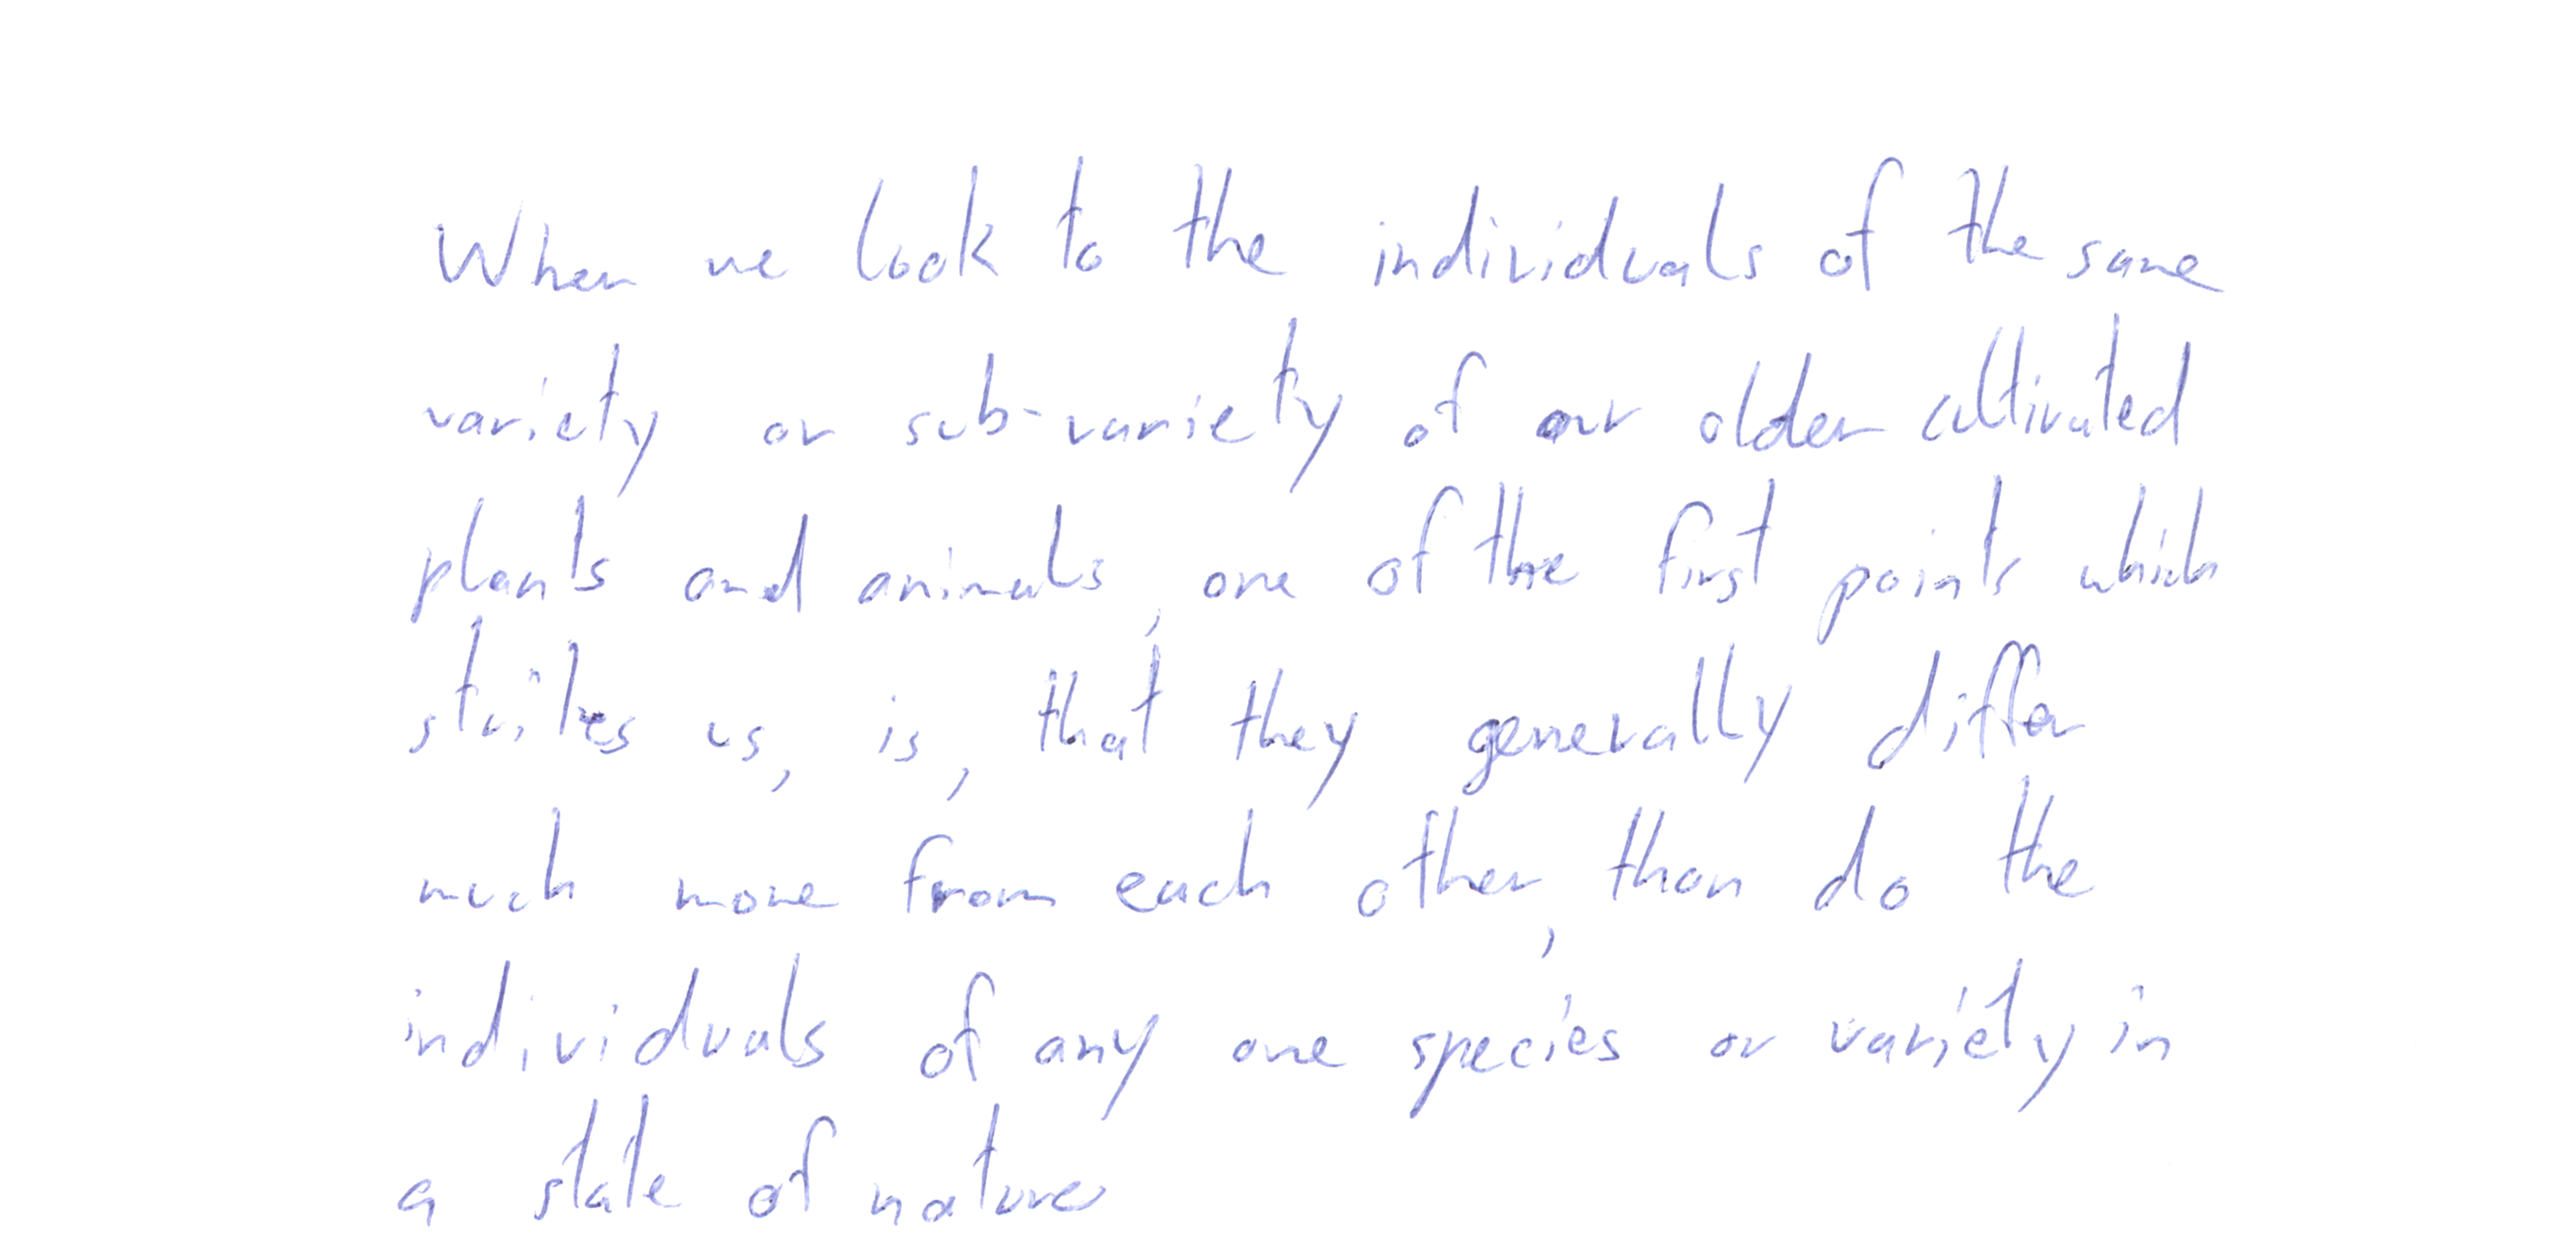 When we look to the individuals of the same
variety or sub-variety of our older cultivated
plants and animals, one of the first points which
strikes us, is, that they generally differ
much more from each other, than do the
individuals of any one species or variety in
a state of nature